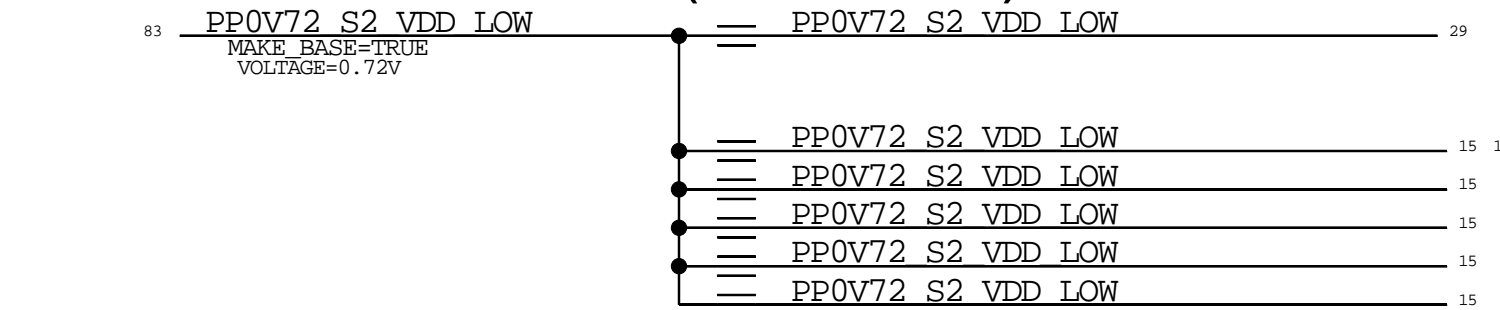 83 PP0V72_S2_VDD_LOW PP0V72_S2_VDD_LOW 29
MAKE_BASE=TRUE
VOLTAGE=0.72V
PP0V72_S2_VDD_LOW 15 1
PP0V72_S2_VDD_LOW 15
PP0V72_S2_VDD_LOW 15
PP0V72_S2_VDD_LOW 15
PP0V72_S2_VDD_LOW 15